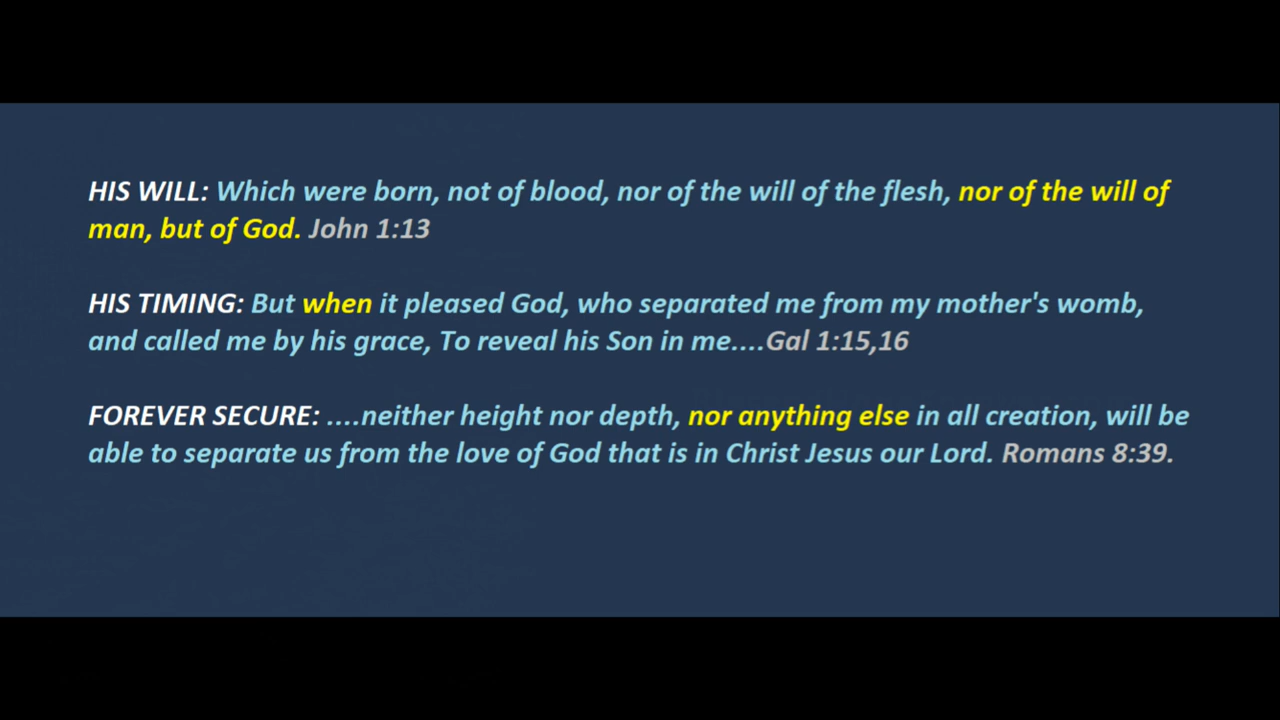 HIS WILL: Which were born, not of blood, nor of the will of the flesh, nor of the will of
man, but of God. John 1:13
HIS TIMING: But when it pleased God, who separated me from my mother's womb,
and called me by his grace, To reveal his Son in me....Gal 1:15,16
FOREVER SECURE: ....neither height nor depth, nor anything else in all creation, will be
able to separate us from the love of God that is in Christ Jesus our Lord. Romans 8:39.